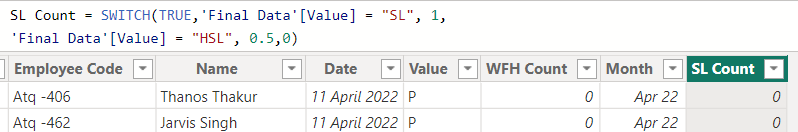 SL Count = SWITCH(TRUE,'Final Data'[Value] = "SL", 1,
'Final Data'[Value] = "HSL", 0.5,0)
Employee Code Name Date Value WFH Count Month SL Count
Atq -406 Thanos Thakur 11 April 2022 P 0 Apr 22 0
Atq -462 Jarvis Singh 11 April 2022 P 0 Apr 22 0